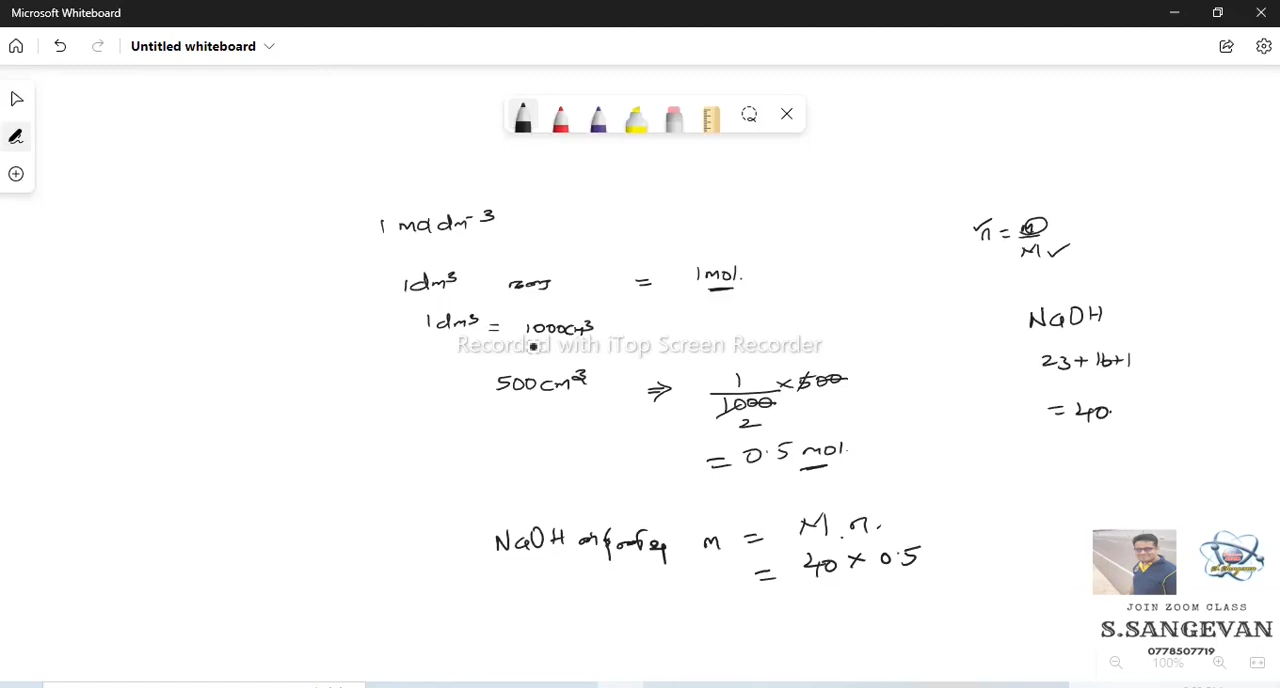 Microsoft Whiteboard
Untitled whiteboard
1 mol dm⁻³
1dm³ = 1mol.
1dm³ = 1000cm³
Recorded with iTop Screen Recorder
500cm³ ⇒ 1/1000 × 500
2
= 0.5 mol.
NaOH m = M.n.
= 40 × 0.5
n = m/M
NaOH
23+16+1
= 40.
JOIN ZOOM CLASS
S.SANGEVAN
0778507719
100%